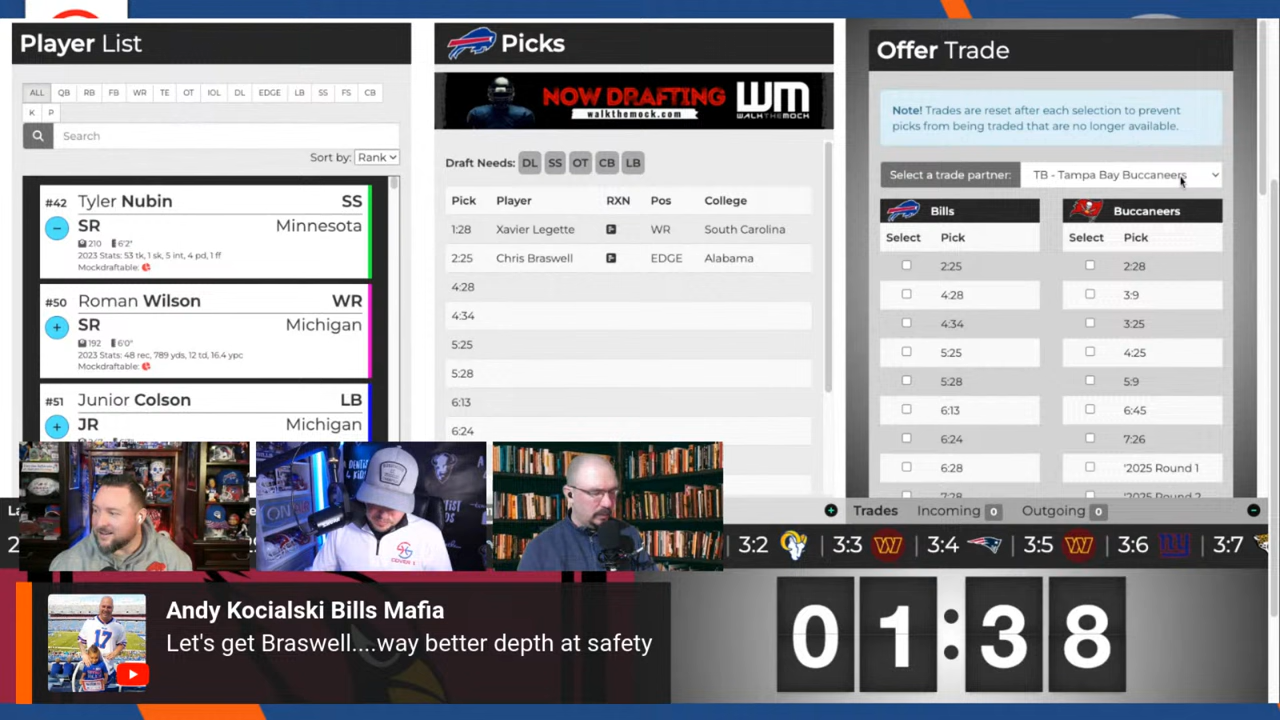 Player List
ALL QB RB FB WR TE OT IOL DL EDGE LB SS FS CB
K P
Search
Sort by: Rank
#42 Tyler Nubin SS
SR Minnesota
210 6'2"
2023 Stats: 53 tk, 1 sk, 5 int, 4 pd, 1 ff
Mockdraftable:
#50 Roman Wilson WR
SR Michigan
192 6'0"
2023 Stats: 48 rec, 789 yds, 12 td, 16.4 ypc
Mockdraftable:
#51 Junior Colson LB
JR Michigan
Picks
NOW DRAFTING WM
walkthemock.com WALKTHEMOCK
Draft Needs: DL SS OT CB LB
Pick Player RXN Pos College
1:28 Xavier Legette WR South Carolina
2:25 Chris Braswell EDGE Alabama
4:28
4:34
5:25
5:28
6:13
6:24
Offer Trade
Note! Trades are reset after each selection to prevent
picks from being traded that are no longer available.
Select a trade partner: TB - Tampa Bay Buccaneers
Bills Buccaneers
Select Pick Select Pick
2:25 2:28
4:28 3:9
4:34 3:25
5:25 4:25
5:28 5:9
6:13 6:45
6:24 7:26
6:28 '2025 Round 1
7:28 '2025 Round 2
Trades Incoming 0 Outgoing 0
3:2 3:3 3:4 3:5 3:6 3:7
Andy Kocialski Bills Mafia
Let's get Braswell....way better depth at safety
01:38